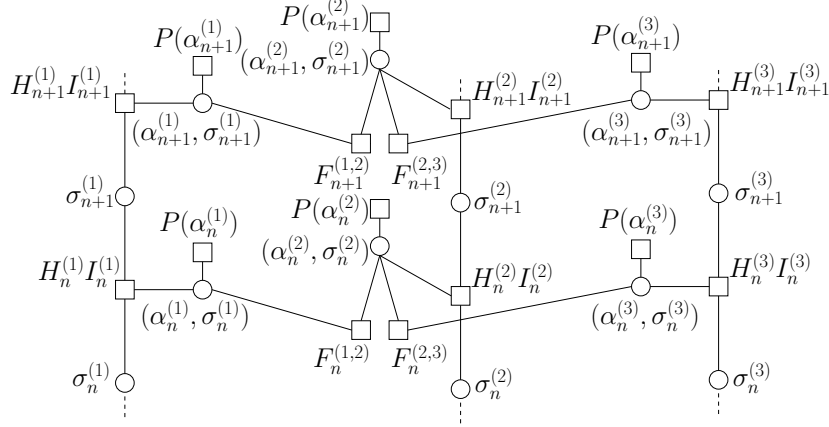 P(α_{n+1}^{(2)})
P(α_{n+1}^{(1)})
(α_{n+1}^{(2)}, σ_{n+1}^{(2)})
P(α_{n+1}^{(3)})
H_{n+1}^{(1)}I_{n+1}^{(1)}
H_{n+1}^{(2)}I_{n+1}^{(2)}
H_{n+1}^{(3)}I_{n+1}^{(3)}
(α_{n+1}^{(1)}, σ_{n+1}^{(1)})
(α_{n+1}^{(3)}, σ_{n+1}^{(3)})
F_{n+1}^{(1,2)}
F_{n+1}^{(2,3)}
σ_{n+1}^{(1)}
σ_{n+1}^{(2)}
σ_{n+1}^{(3)}
P(α_n^{(2)})
P(α_n^{(1)})
(α_n^{(2)}, σ_n^{(2)})
P(α_n^{(3)})
H_n^{(1)}I_n^{(1)}
H_n^{(2)}I_n^{(2)}
H_n^{(3)}I_n^{(3)}
(α_n^{(1)}, σ_n^{(1)})
(α_n^{(3)}, σ_n^{(3)})
F_n^{(1,2)}
F_n^{(2,3)}
σ_n^{(1)}
σ_n^{(2)}
σ_n^{(3)}